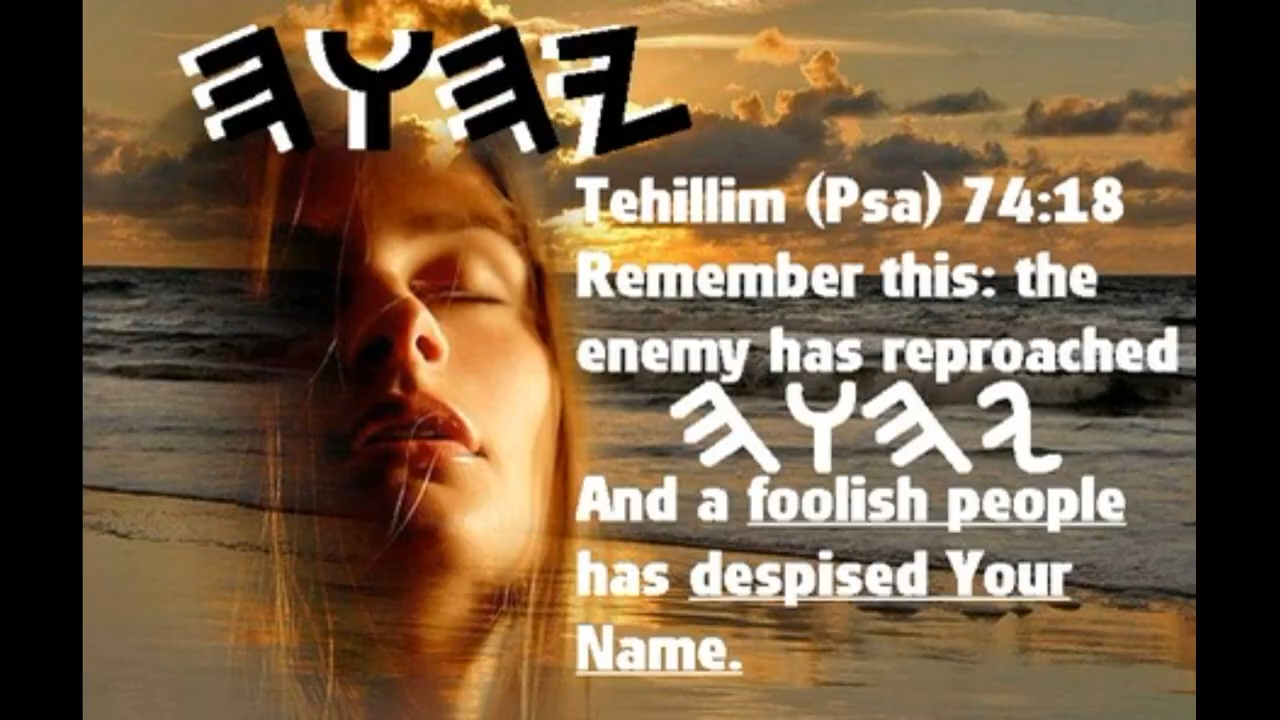 𐤉𐤄𐤅𐤄
Tehillim (Psa) 74:18
Remember this: the
enemy has reproached
𐤉𐤄𐤅𐤄
And a foolish people
has despised Your
Name.